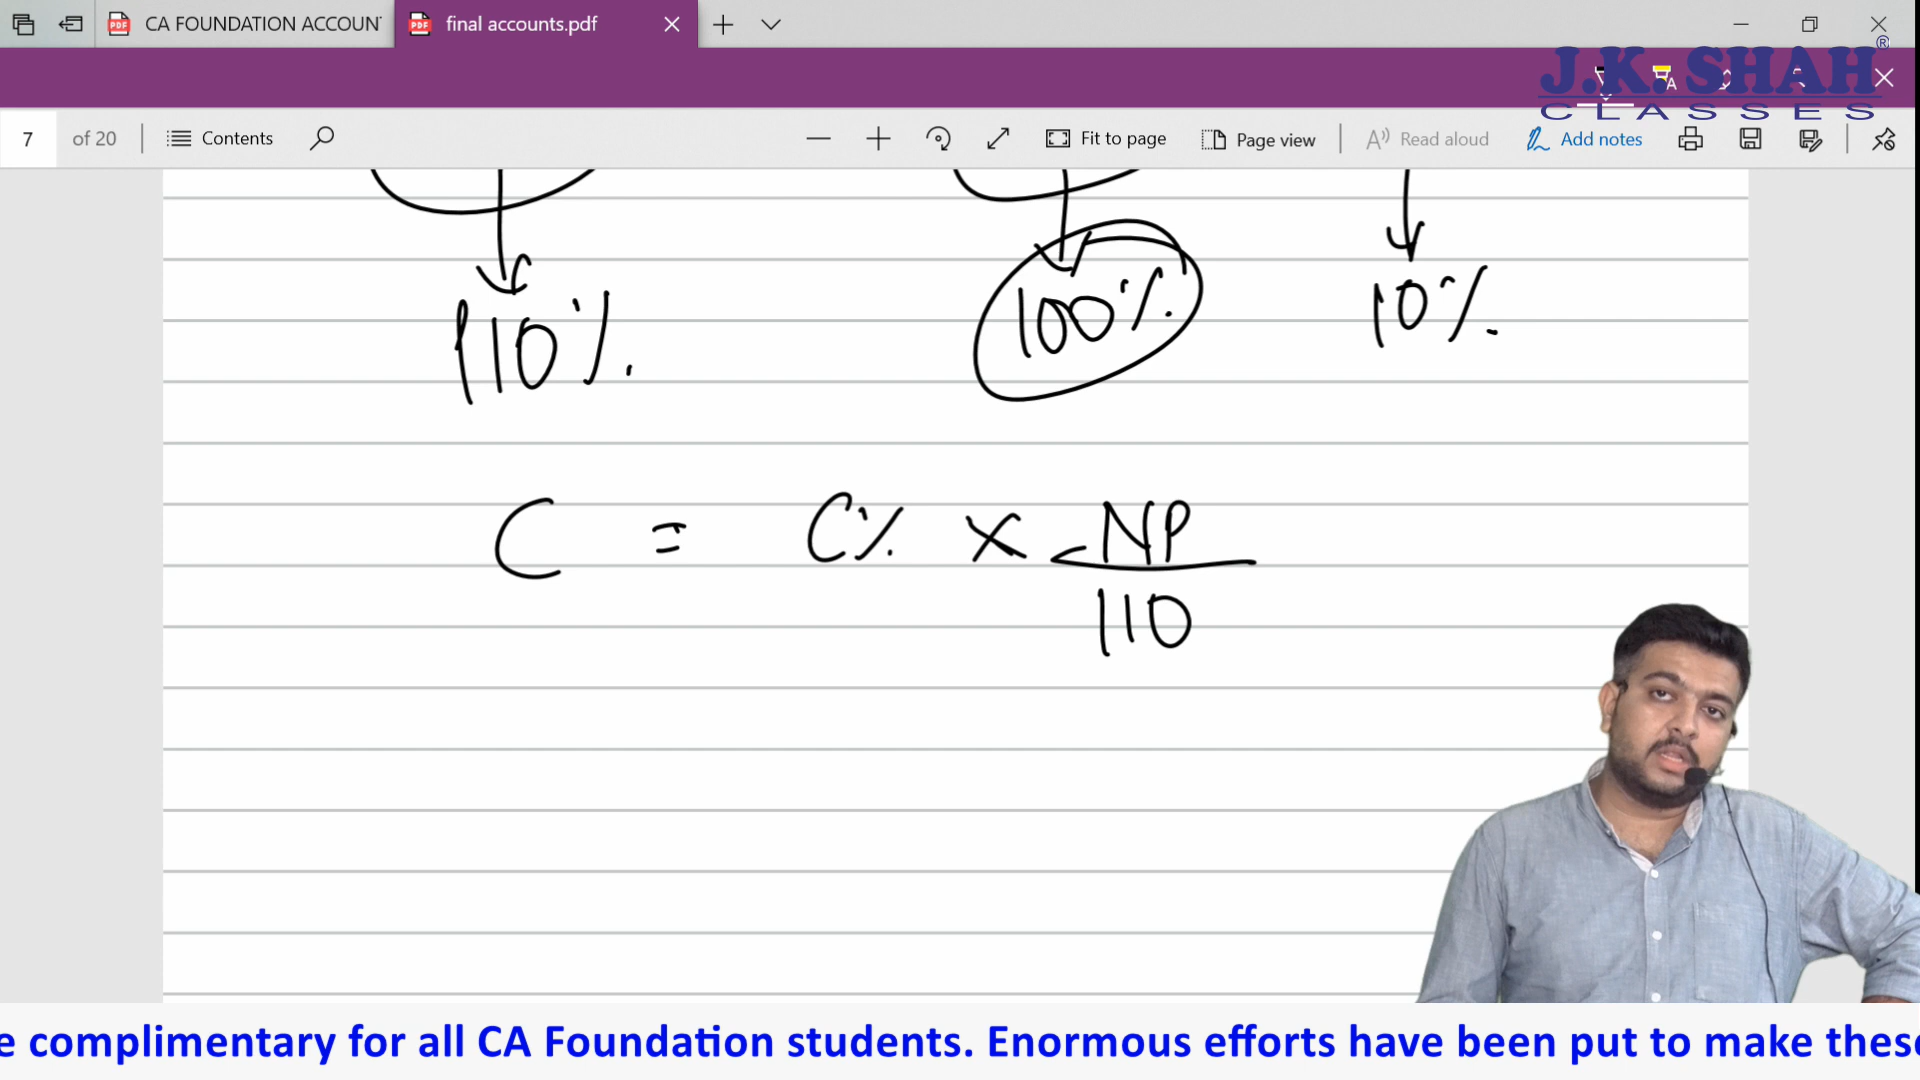 CA FOUNDATION ACCOUN
final accounts.pdf
J.K. SHAH®
CLASSES
7 of 20
Contents
Fit to page
Page view
Read aloud
Add notes
110%.
100%.
10%.
C = C% × NP
110
e complimentary for all CA Foundation students. Enormous efforts have been put to make these